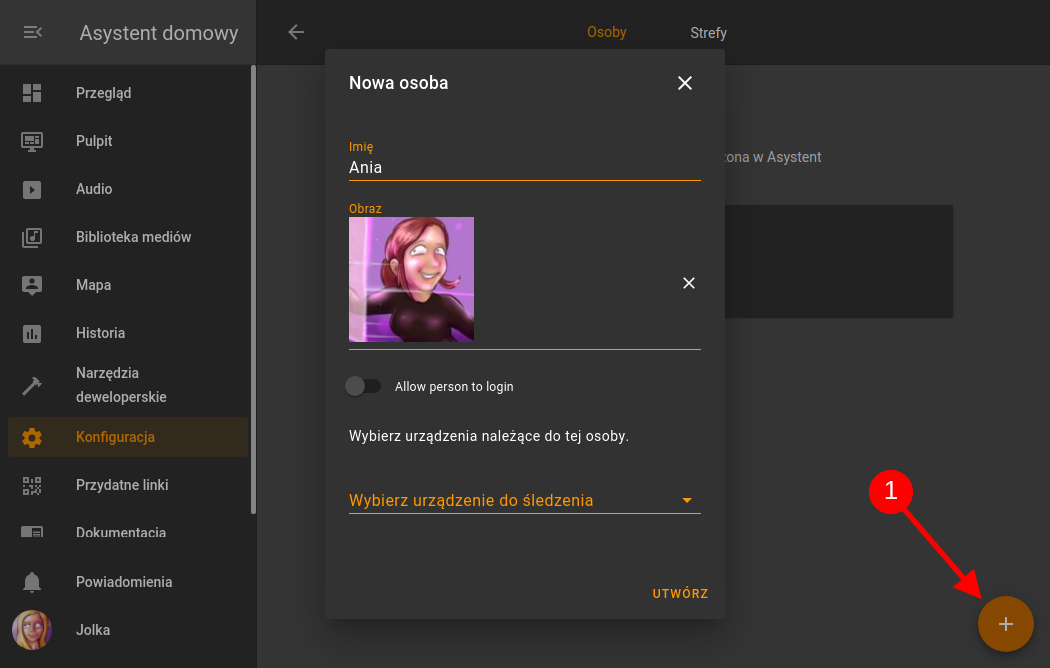 Asystent domowy
Osoby
Strefy
Przegląd
Pulpit
Audio
Biblioteka mediów
Mapa
Historia
Narzędzia
deweloperskie
Konfiguracja
Przydatne linki
Dokumentacja
Powiadomienia
Jolka
w Asystent
Nowa osoba
Imię
Ania
Obraz
Allow person to login
Wybierz urządzenia należące do tej osoby.
Wybierz urządzenie do śledzenia
UTWÓRZ
1